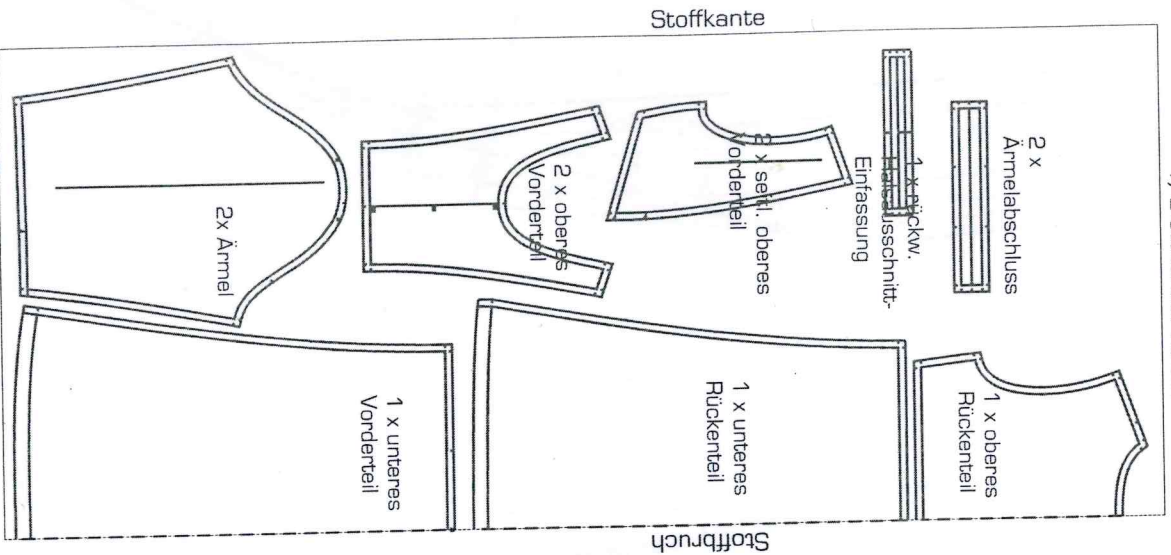 Stoffkante
2 x
Ärmelabschluss
1 x rückw.
Halsausschnitt-
Einfassung
2 x seitl. oberes
Vorderteil
2 x oberes
Vorderteil
2x Ärmel
1 x oberes
Rückenteil
1 x unteres
Rückenteil
1 x unteres
Vorderteil
Stoffbruch